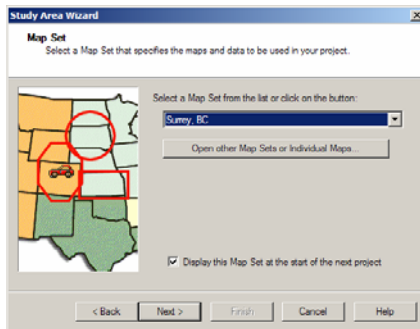 Study Area Wizard
Map Set
Select a Map Set that specifies the maps and data to be used in your project.
Select a Map Set from the list or click on the button:
Surrey, BC
Open other Map Sets or Individual Maps...
Display this Map Set at the start of the next project
< Back
Next >
Finish
Cancel
Help